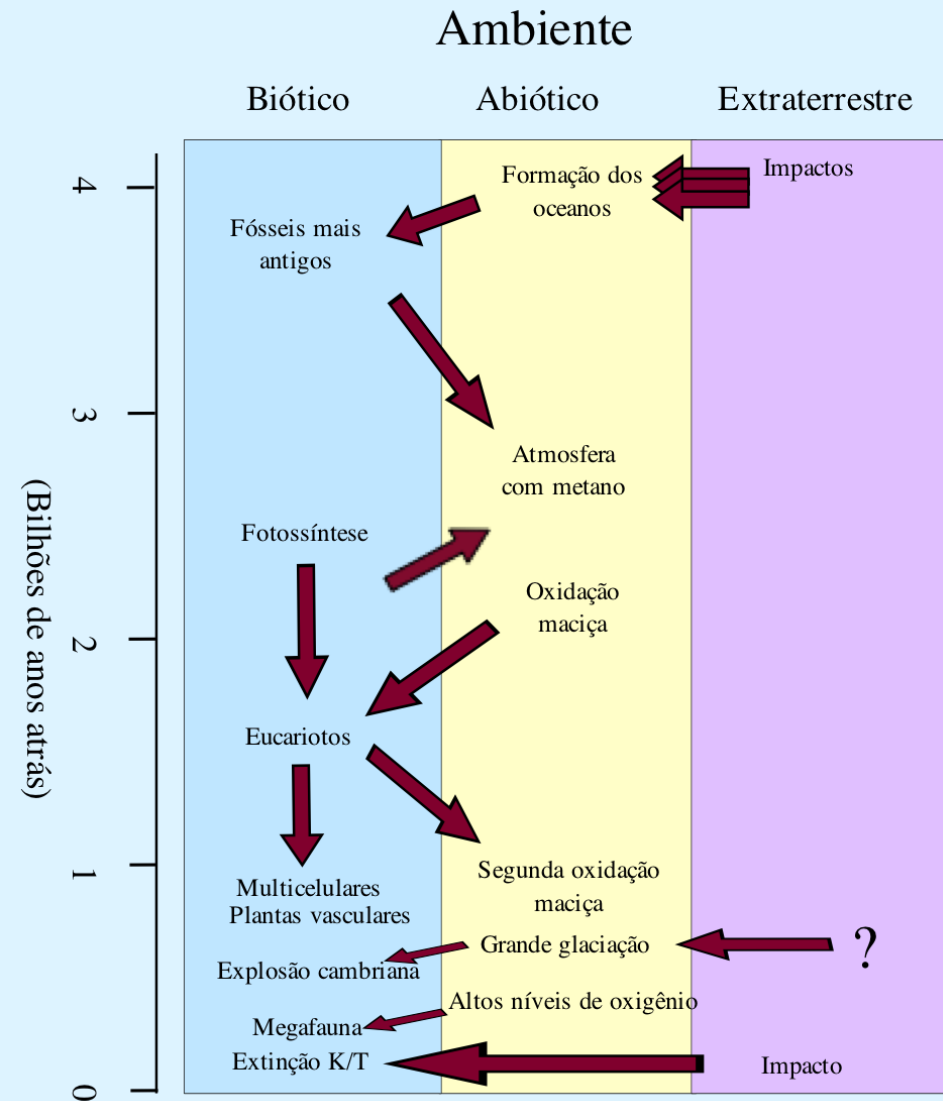 Ambiente
Biótico
Abiótico
Extraterrestre
4
3
2
1
0
(Bilhões de anos atrás)
Formação dos
oceanos
Impactos
Fósseis mais
antigos
Atmosfera
com metano
Fotossíntese
Oxidação
maciça
Eucariotos
Segunda oxidação
maciça
Multicelulares
Plantas vasculares
Grande glaciação
?
Explosão cambriana
Altos níveis de oxigênio
Megafauna
Extinção K/T
Impacto